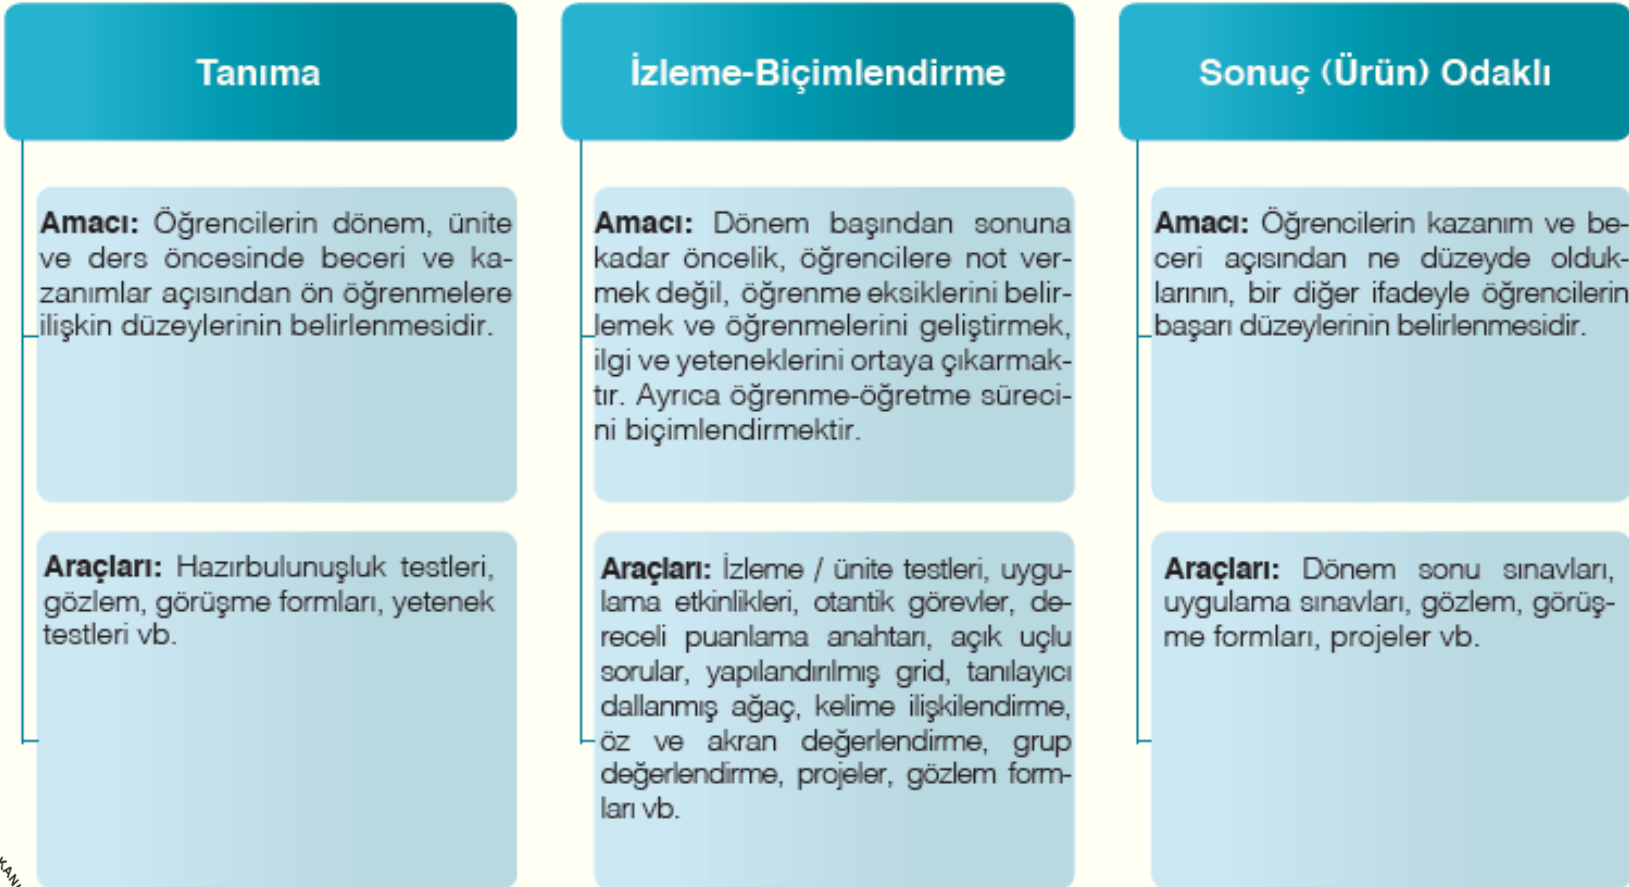 Tanıma
Amacı: Öğrencilerin dönem, ünite
ve ders öncesinde beceri ve ka-
zanımlar açısından ön öğrenmelere
ilişkin düzeylerinin belirlenmesidir.
Araçları: Hazırbulunuşluk testleri,
gözlem, görüşme formları, yetenek
testleri vb.
İzleme-Biçimlendirme
Amacı: Dönem başından sonuna
kadar öncelik, öğrencilere not ver-
mek değil, öğrenme eksiklerini belir-
lemek ve öğrenmelerini geliştirmek,
ilgi ve yeteneklerini ortaya çıkarmak-
tır. Ayrıca öğrenme-öğretme süreci-
ni biçimlendirmektir.
Araçları: İzleme / ünite testleri, uygu-
lama etkinlikleri, otantik görevler, de-
receli puanlama anahtarı, açık uçlu
sorular, yapılandırılmış grid, tanılayıcı
dallanmış ağaç, kelime ilişkilendirme,
öz ve akran değerlendirme, grup
değerlendirme, projeler, gözlem form-
ları vb.
Sonuç (Ürün) Odaklı
Amacı: Öğrencilerin kazanım ve be-
ceri açısından ne düzeyde olduk-
larının, bir diğer ifadeyle öğrencilerin
başarı düzeylerinin belirlenmesidir.
Araçları: Dönem sonu sınavları,
uygulama sınavları, gözlem, görüş-
me formları, projeler vb.